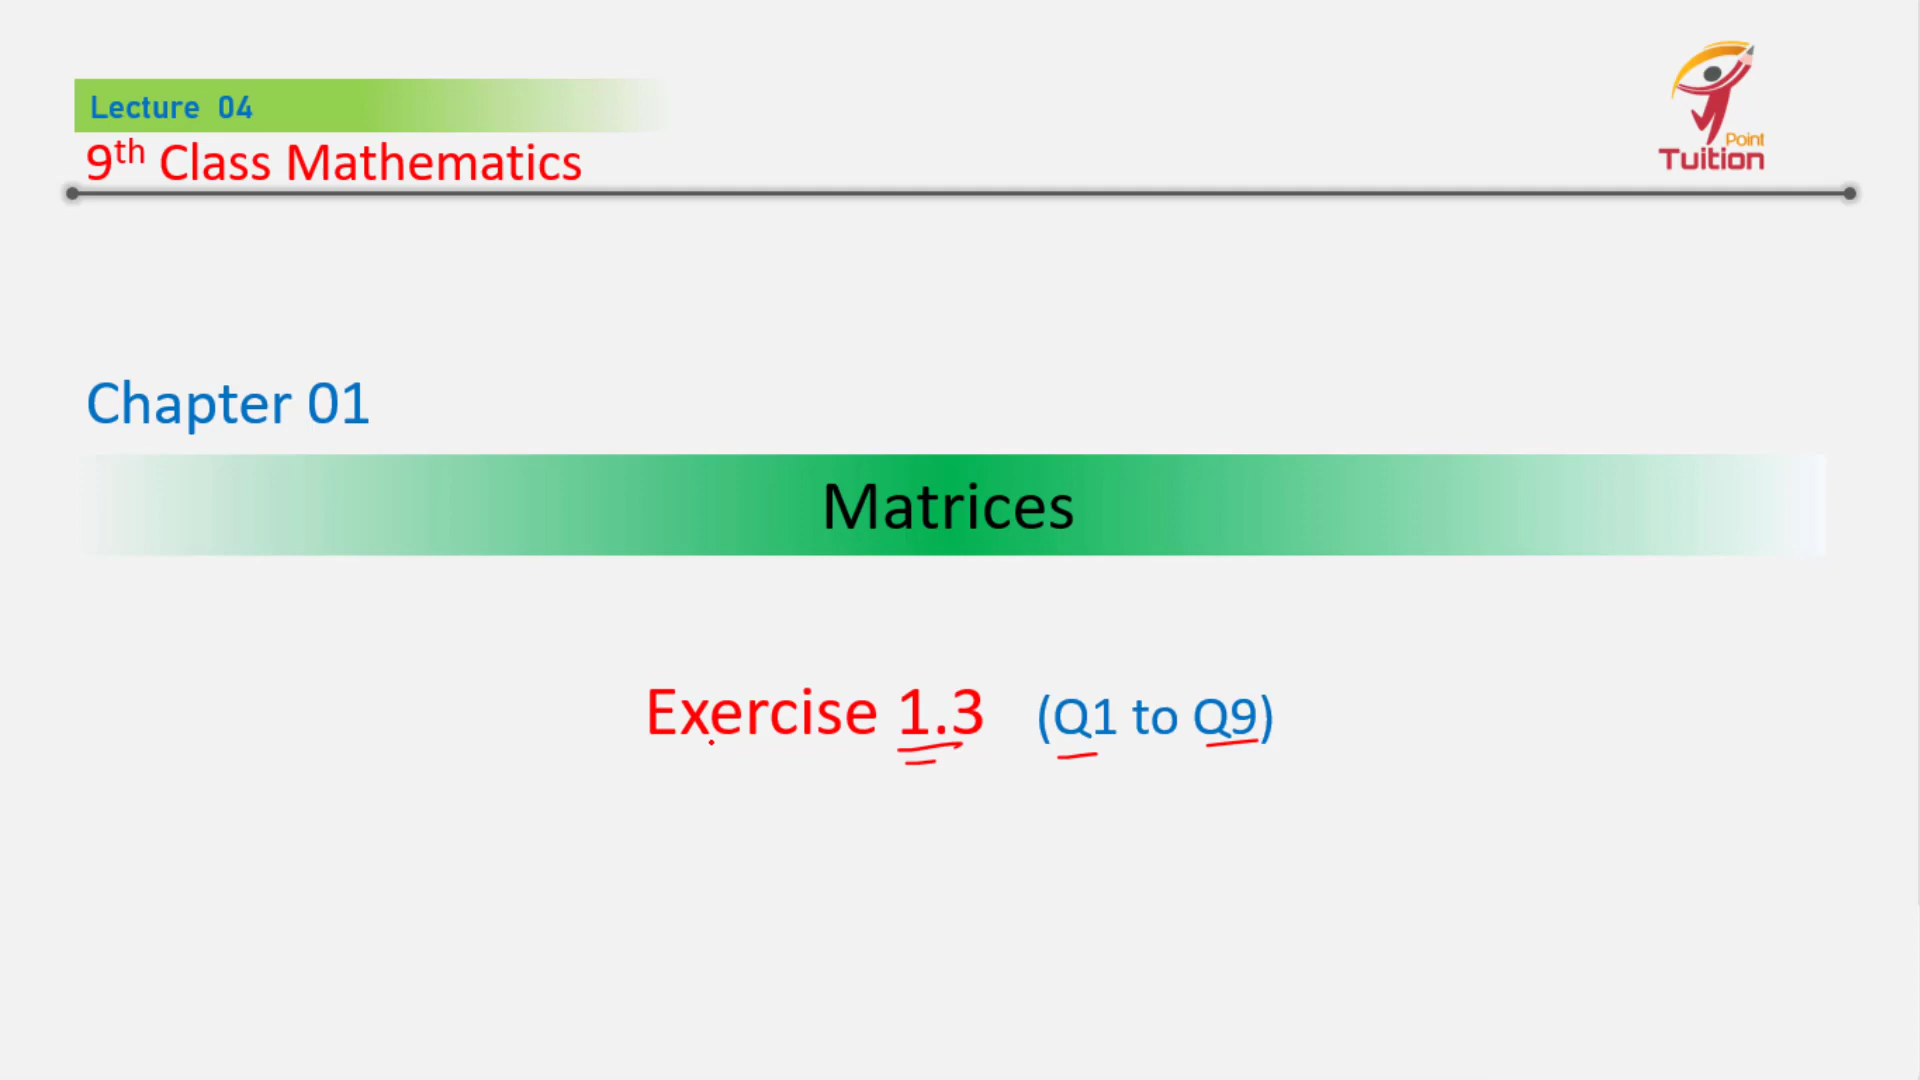 Lecture 04
9th Class Mathematics
Point
Tuition
Chapter 01
Matrices
Exercise 1.3 (Q1 to Q9)